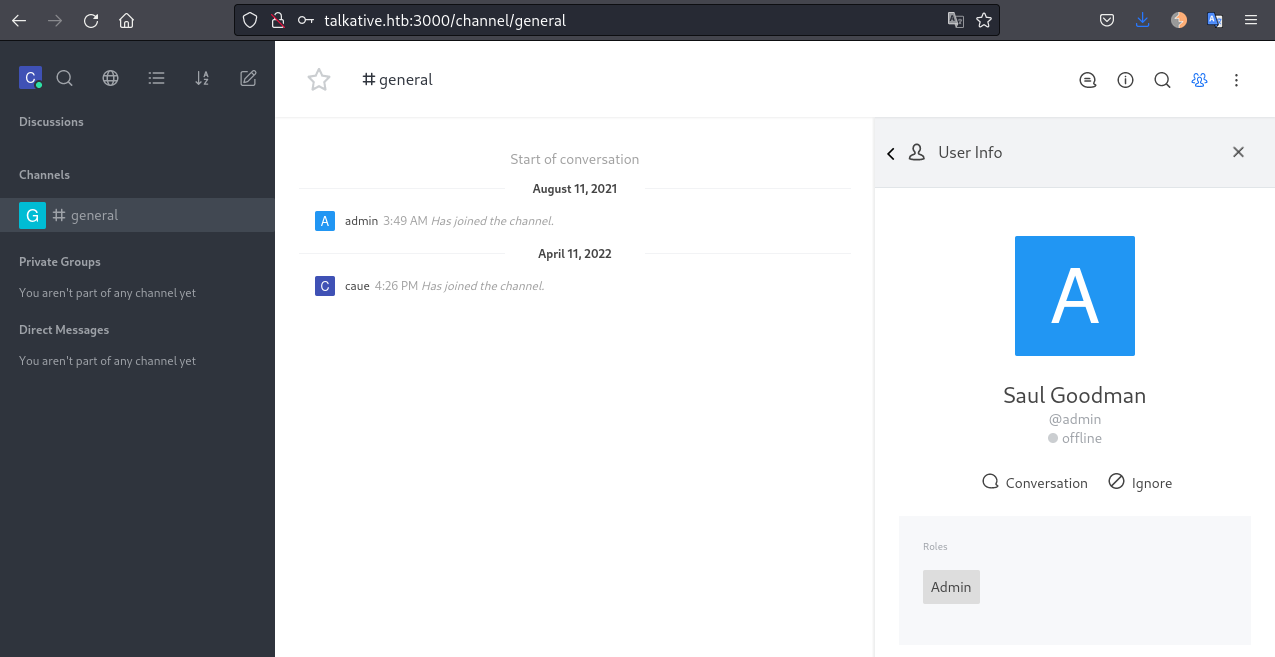 talkative.htb:3000/channel/general
C
Discussions
Channels
G general
Private Groups
You aren't part of any channel yet
Direct Messages
You aren't part of any channel yet
# general
Start of conversation
August 11, 2021
A admin 3:49 AM Has joined the channel.
April 11, 2022
C caue 4:26 PM Has joined the channel.
User Info
A
Saul Goodman
@admin
offline
Conversation Ignore
Roles
Admin